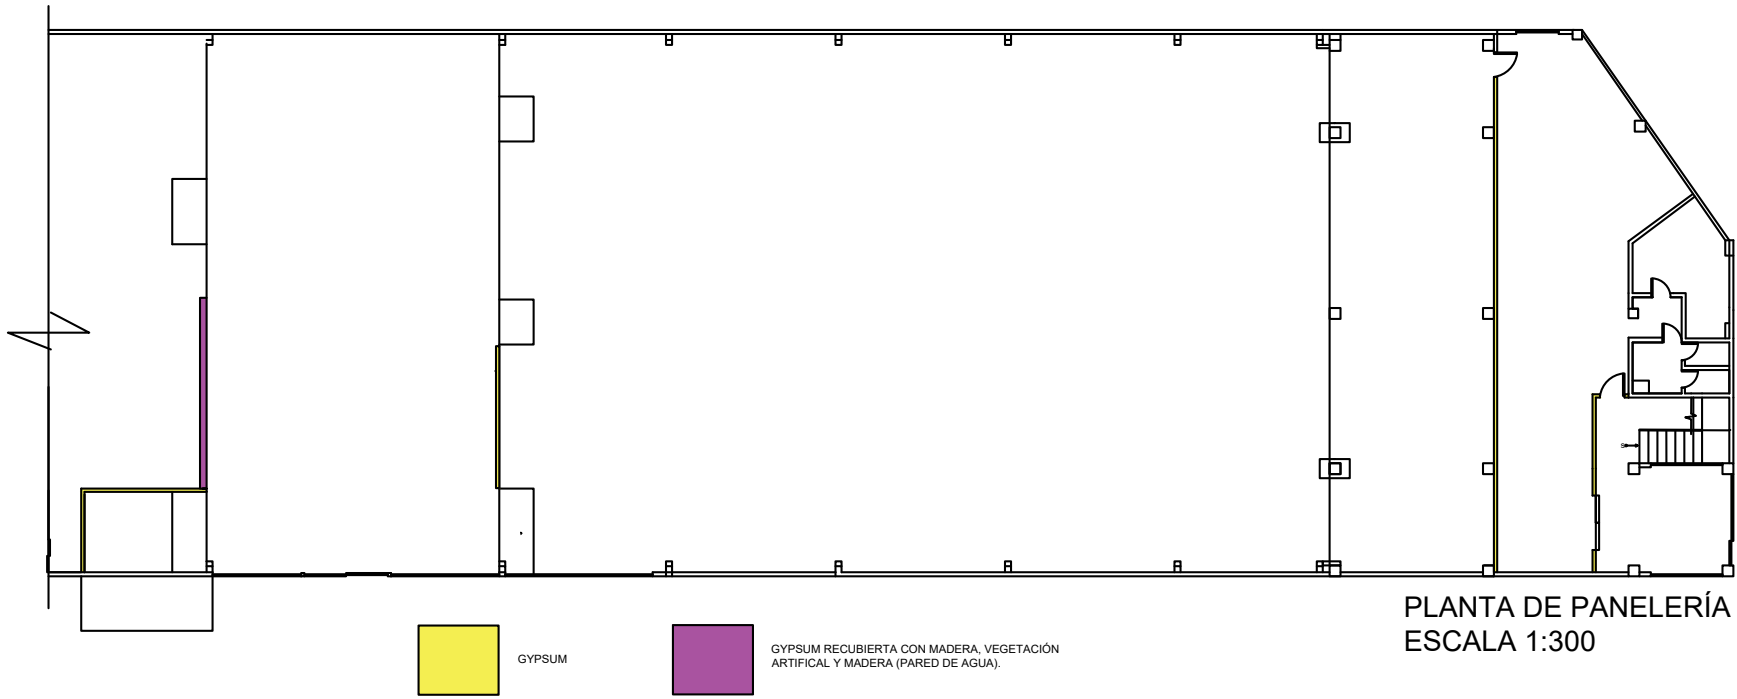 S
GYPSUM
GYPSUM RECUBIERTA CON MADERA, VEGETACIÓN
ARTIFICAL Y MADERA (PARED DE AGUA).
PLANTA DE PANELERÍA
ESCALA 1:300